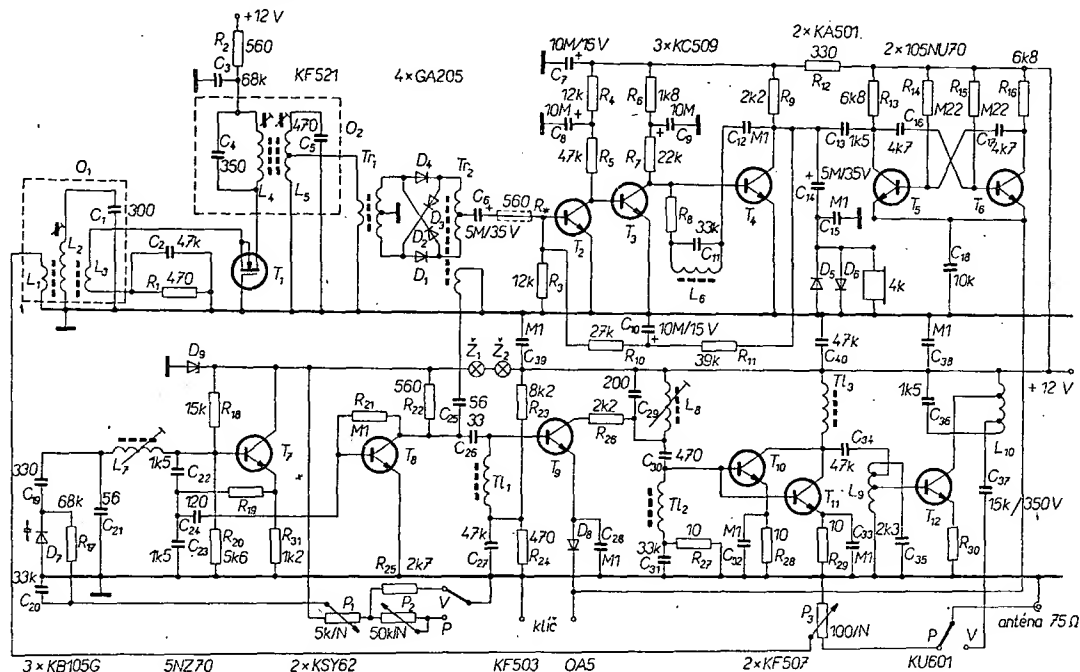 +12 V
R2
560
C3
68k
KF521
4×GA205
10M/15 V
C7
3×KC509
2×KA501
330
R12
2×105NU70
6k8
O1
L1
L2
L3
C1
300
C2
47k
R1
470
T1
C4
350
L4
470
C5
L5
O2
Tr1
D4
D3
D2
D1
Tr2
C6
5M/35V
560
R*
12k
R4
10M
C8
47k
R5
T2
12k
R3
R6
1k8
10M
C9
R7
22k
T3
R8
33k
C11
L6
C12
M1
2k2
R9
T4
C10
10M/15 V
27k
R10
39k
R11
C13
1k5
5M/35V
C14
M1
C15
D5
D6
4k
6k8
R13
R14
M22
C16
4k7
R15
M22
C17
4k7
R16
T5
T6
C18
10k
D9
15k
R18
Ž1
Ž2
M1
C39
47k
C40
M1
C38
+12 V
330
C19
D7
33k
C20
68k
R17
56
C21
L7
1k5
C22
120
C24
1k5
C23
R19
R20
5k6
T7
R31
1k2
R21
M1
T8
560
R22
C25
56
33
C26
Tl1
47k
C27
8k2
R23
470
R24
T9
D8
C28
M1
2k2
R26
200
C29
L8
470
C30
Tl2
33k
C31
10
R27
T10
M1
C32
10
R28
T11
10
R29
C33
M1
Tl3
C34
47k
L9
2k3
C35
T12
R30
1k5
C36
L10
C37
15k/350V
R25
2k7
P1
5k/N
P2
50k/N
V
P
klíč
P3
100/N
P
V
anténa 75 Ω
3×KB105G
5NZ70
2×KSY62
KF503
OA5
2×KF507
KU601